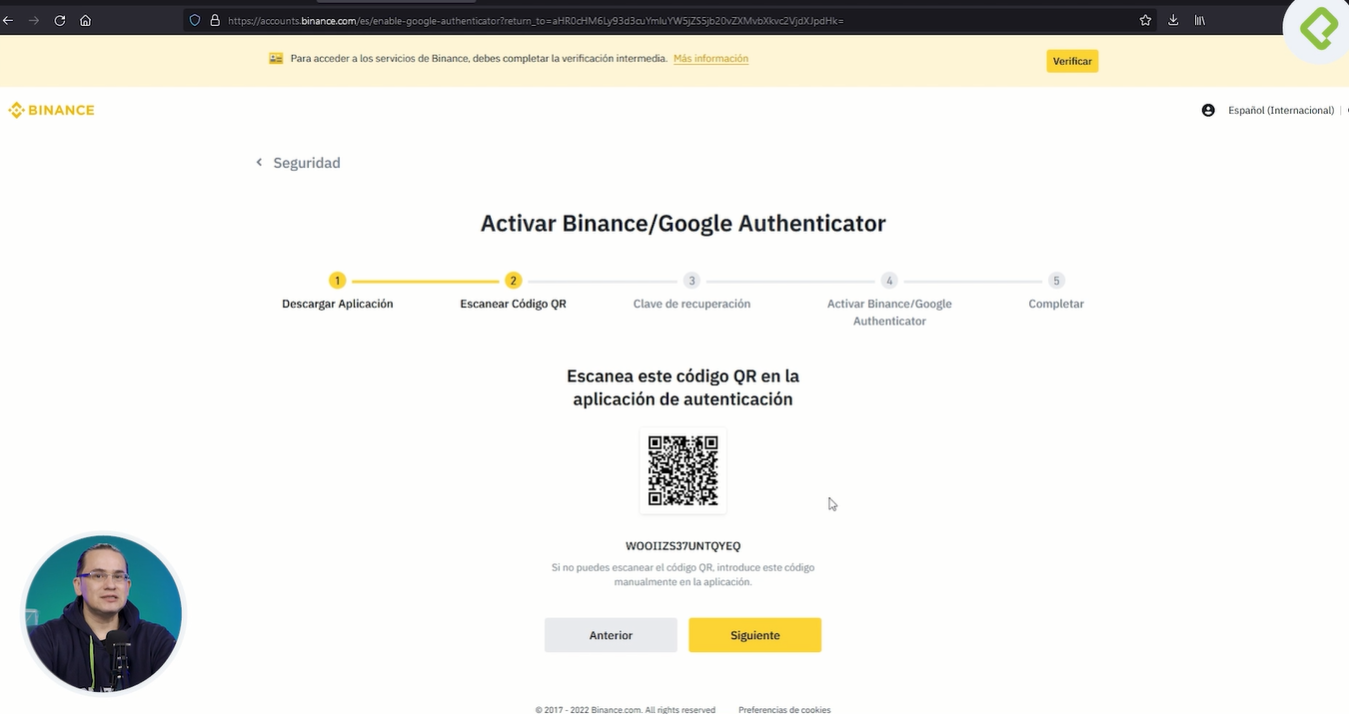 https://accounts.binance.com/es/enable-google-authenticator?return_to=aHR0cHM6Ly93d3cuYmluYW5jZS5jb20vZXMvbXkvc2VjdXJpdHk=
Para acceder a los servicios de Binance, debes completar la verificación intermedia. Más información
Verificar
BINANCE
Español (Internacional)
Seguridad
Activar Binance/Google Authenticator
1
2
3
4
5
Descargar Aplicación
Escanear Código QR
Clave de recuperación
Activar Binance/Google
Authenticator
Completar
Escanea este código QR en la
aplicación de autenticación
WOOIIZS37UNTQYEQ
Si no puedes escanear el código QR, introduce este código
manualmente en la aplicación.
Anterior
Siguiente
© 2017 - 2022 Binance.com. All rights reserved
Preferencias de cookies